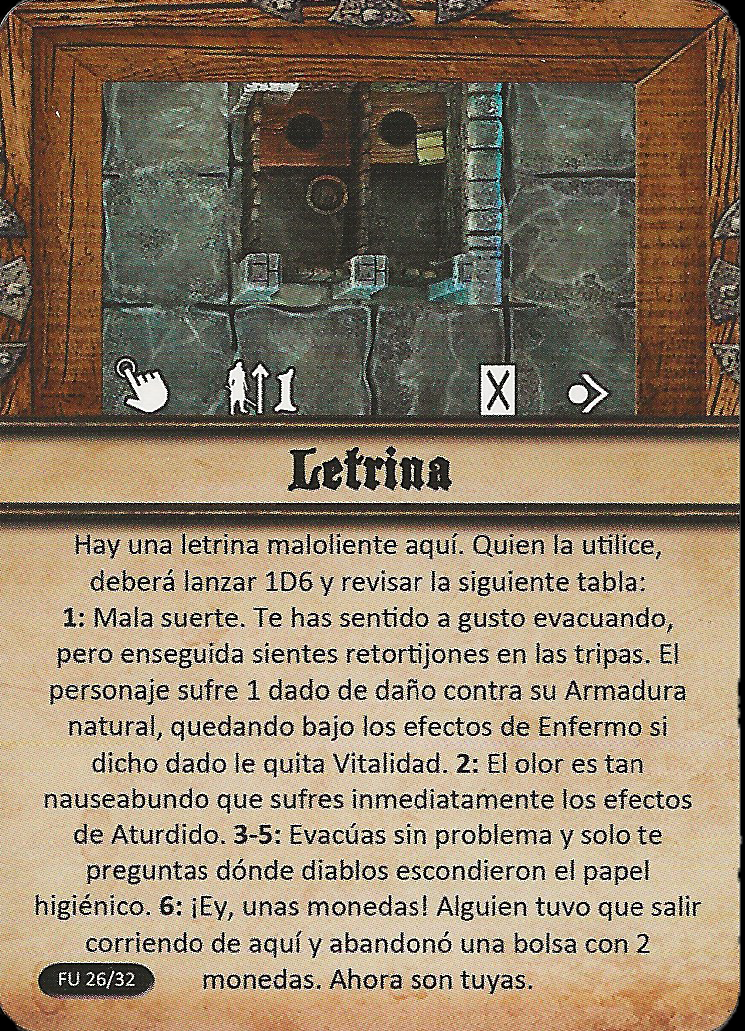 1
X
Letrina
Hay una letrina maloliente aquí. Quien la utilice,
deberá lanzar 1D6 y revisar la siguiente tabla:
1: Mala suerte. Te has sentido a gusto evacuando,
pero enseguida sientes retortijones en las tripas. El
personaje sufre 1 dado de daño contra su Armadura
natural, quedando bajo los efectos de Enfermo si
dicho dado le quita Vitalidad. 2: El olor es tan
nauseabundo que sufres inmediatamente los efectos
de Aturdido. 3-5: Evacúas sin problema y solo te
preguntas dónde diablos escondieron el papel
higiénico. 6: ¡Ey, unas monedas! Alguien tuvo que salir
corriendo de aquí y abandonó una bolsa con 2
monedas. Ahora son tuyas.
FU 26/32